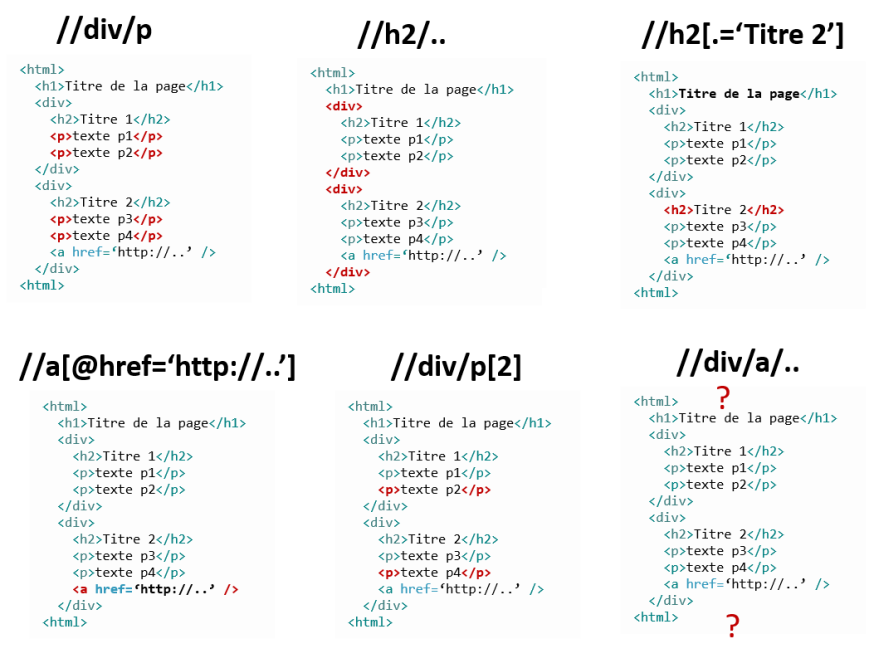 //div/p
<html>
<h1>Titre de la page</h1>
<div>
<h2>Titre 1</h2>
<p>texte p1</p>
<p>texte p2</p>
</div>
<div>
<h2>Titre 2</h2>
<p>texte p3</p>
<p>texte p4</p>
<a href=‘http://..’ />
</div>
<html>
//h2/..
<html>
<h1>Titre de la page</h1>
<div>
<h2>Titre 1</h2>
<p>texte p1</p>
<p>texte p2</p>
</div>
<div>
<h2>Titre 2</h2>
<p>texte p3</p>
<p>texte p4</p>
<a href=‘http://..’ />
</div>
<html>
//h2[.=‘Titre 2’]
<html>
<h1>Titre de la page</h1>
<div>
<h2>Titre 1</h2>
<p>texte p1</p>
<p>texte p2</p>
</div>
<div>
<h2>Titre 2</h2>
<p>texte p3</p>
<p>texte p4</p>
<a href=‘http://..’ />
</div>
<html>
//a[@href=‘http://..’]
<html>
<h1>Titre de la page</h1>
<div>
<h2>Titre 1</h2>
<p>texte p1</p>
<p>texte p2</p>
</div>
<div>
<h2>Titre 2</h2>
<p>texte p3</p>
<p>texte p4</p>
<a href=‘http://..’ />
</div>
<html>
//div/p[2]
<html>
<h1>Titre de la page</h1>
<div>
<h2>Titre 1</h2>
<p>texte p1</p>
<p>texte p2</p>
</div>
<div>
<h2>Titre 2</h2>
<p>texte p3</p>
<p>texte p4</p>
<a href=‘http://..’ />
</div>
<html>
//div/a/..
?
<html>
<h1>Titre de la page</h1>
<div>
<h2>Titre 1</h2>
<p>texte p1</p>
<p>texte p2</p>
</div>
<div>
<h2>Titre 2</h2>
<p>texte p3</p>
<p>texte p4</p>
<a href=‘http://..’ />
</div>
<html>
?